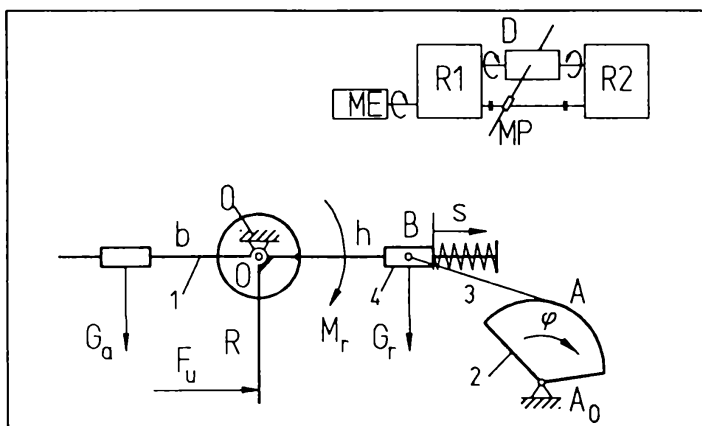 D
ME R1 R2
MP
O
b h B s
O
1 4 3 A
G_a R M_r G_r φ
F_u 2
A_0